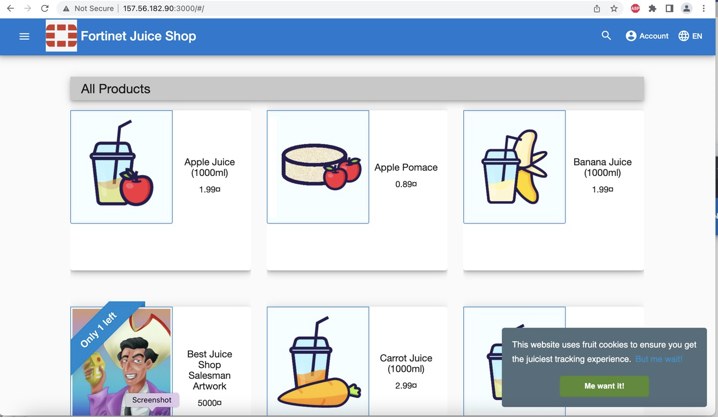 Not Secure | 157.56.182.90:3000/#/
ABP
Fortinet Juice Shop
Account
EN
All Products
Apple Juice
(1000ml)
1.99¤
Apple Pomace
0.89¤
Banana Juice
(1000ml)
1.99¤
Only 1 left
Best Juice
Shop
Salesman
Artwork
5000¤
Carrot Juice
(1000ml)
2.99¤
This website uses fruit cookies to ensure you get
the juiciest tracking experience. But me wait!
Me want it!
Screenshot